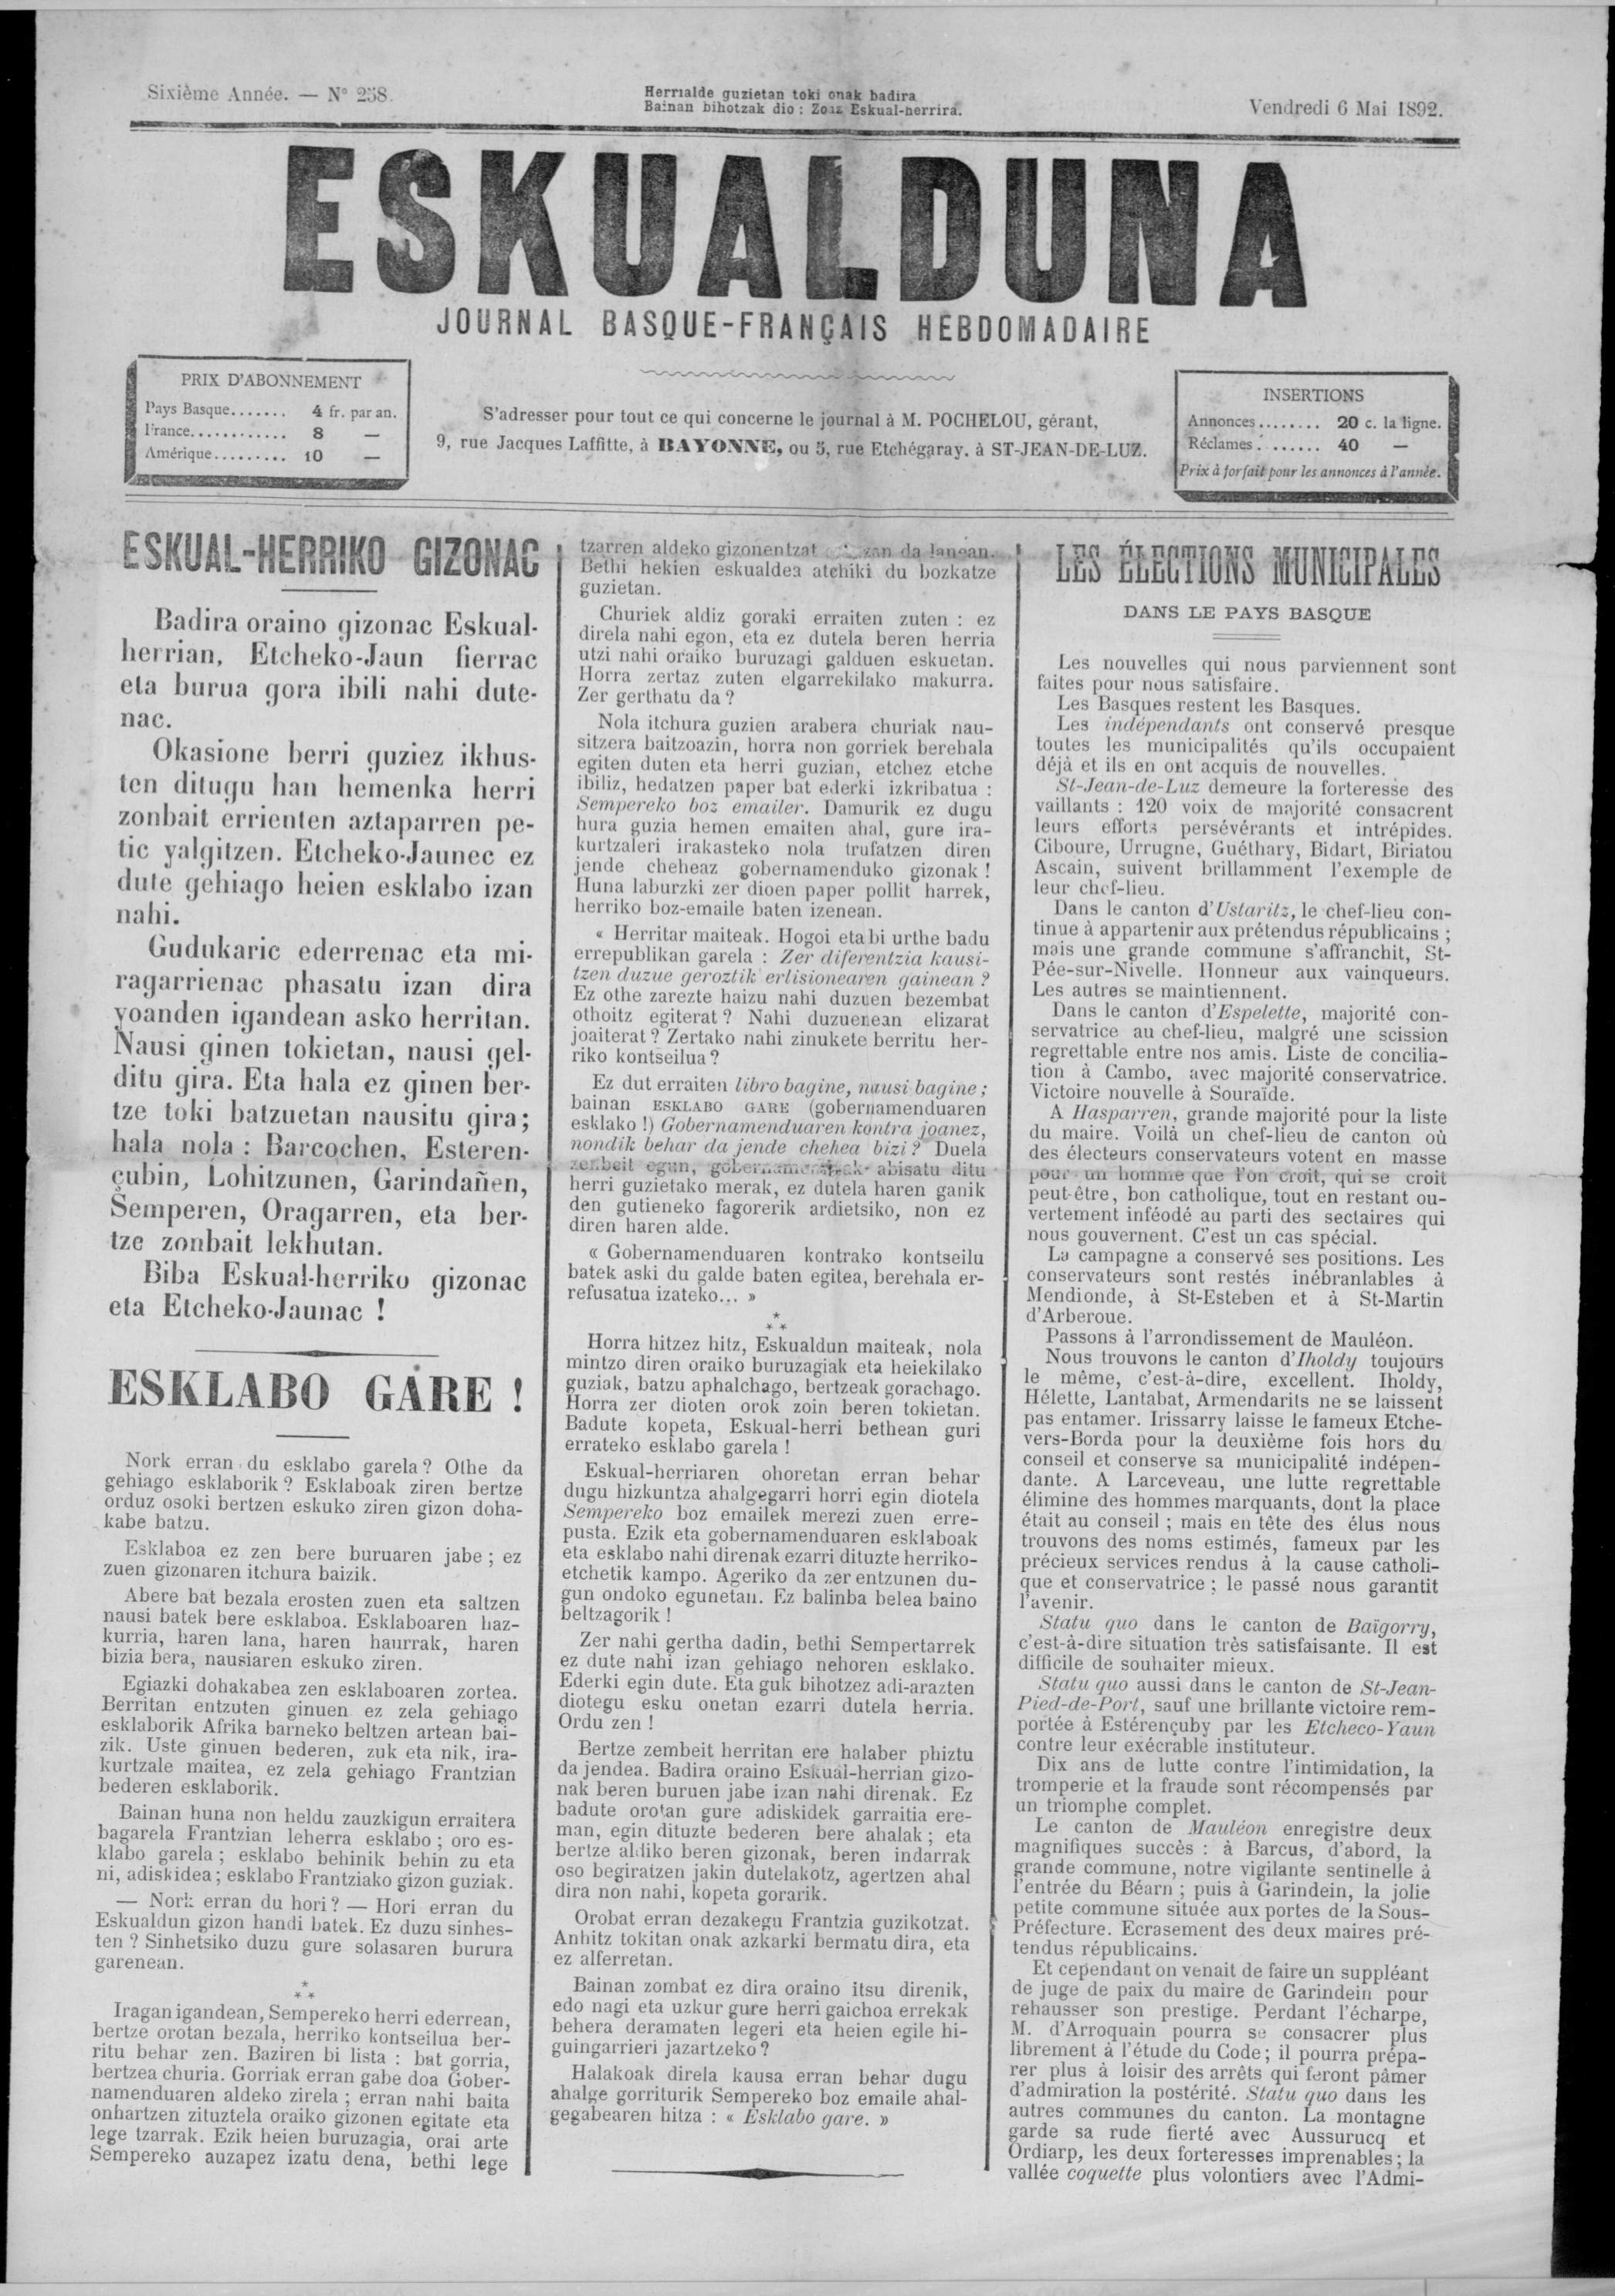 Sixième Année. — N° 258.
Herrialde guzietan toki onak badira
Bainan bihotzak dio : Zoaz Eskual-herrira.
Vendredi 6 Mai 1892.
ESKUALDUNA
JOURNAL BASQUE-FRANÇAIS HEBDOMADAIRE
PRIX D'ABONNEMENT
Pays Basque....... 4 fr. par an.
France............ 8 —
Amérique......... 10 —
S'adresser pour tout ce qui concerne le journal à M. POCHELOU, gérant,
9, rue Jacques Laffitte, à BAYONNE, ou 5, rue Etchégaray, à ST-JEAN-DE-LUZ.
INSERTIONS
Annonces........ 20 c. la ligne.
Réclames........ 40 —
Prix à forfait pour les annonces à l'année.
ESKUAL-HERRIKO GIZONAC
Badira oraino gizonac Eskual-
herrian, Etcheko-Jaun fierrac
eta burua gora ibili nahi dute-
nac.
Okasione berri guziez ikhus-
ten ditugu han hemenka herri
zonbait errienten aztaparren pe-
tic yalgitzen. Etcheko-Jaunec ez
dute gehiago heien esklabo izan
nahi.
Gudukaric ederrenac eta mi-
ragarrienac phasatu izan dira
yoanden igandean asko herritan.
Nausi ginen tokietan, nausi gel-
ditu gira. Eta hala ez ginen ber-
tze toki batzuetan nausitu gira;
hala nola : Barcochen, Esteren-
çubin, Lohitzunen, Garindañen,
Semperen, Oragarren, eta ber-
tze zonbait lekhutan.
Biba Eskual-herriko gizonac
eta Etcheko-Jaunac !
ESKLABO GARE !
Nork erran du esklabo garela ? Othe da
gehiago esklaborik ? Esklaboak ziren bertze
orduz osoki bertzen eskuko ziren gizon doha-
kabe batzu.
Esklaboa ez zen bere buruaren jabe ; ez
zuen gizonaren itchura baizik.
Abere bat bezala erosten zuen eta saltzen
nausi batek bere esklaboa. Esklaboaren haz-
kurria, haren lana, haren haurrak, haren
bizia bera, nausiaren eskuko ziren.
Egiazki dohakabea zen esklaboaren zortea.
Berritan entzuten ginuen ez zela gehiago
esklaborik Afrika barneko beltzen artean bai-
zik. Uste ginuen bederen, zuk eta nik, ira-
kurtzale maitea, ez zela gehiago Frantzian
bederen esklaborik.
Bainan huna non heldu zauzkigun erraitera
bagarela Frantzian leherra esklabo ; oro es-
klabo garela ; esklabo behinik behin zu eta
ni, adiskidea ; esklabo Frantziako gizon guziak.
— Nork erran du hori ? — Hori erran du
Eskualdun gizon handi batek. Ez duzu sinhes-
ten ? Sinhetsiko duzu gure solasaren burura
garenean.
* * *
Iragan igandean, Sempereko herri ederrean,
bertze orotan bezala, herriko kontseilua ber-
ritu behar zen. Baziren bi lista : bat gorria,
bertzea churia. Gorriak erran gabe doa Gober-
namenduaren aldeko zirela ; erran nahi baita
onhartzen zituztela oraiko gizonen egitate eta
lege tzarrak. Ezik heien buruzagia, orai arte
Sempereko auzapez izatu dena, bethi lege
tzarren aldeko gizonentzat izan da lanean.
Bethi hekien eskualdea atchiki du bozkatze
guzietan.
Churiek aldiz goraki erraiten zuten : ez
direla nahi egon, eta ez dutela beren herria
utzi nahi oraiko buruzagi galduen eskuetan.
Horra zertaz zuten elgarrekilako makurra.
Zer gerthatu da ?
Nola itchura guzien arabera churiak nau-
sitzera baitzoazin, horra non gorriek berehala
egiten duten eta herri guzian, etchez etche
ibiliz, hedatzen paper bat ederki izkribatua :
Sempereko boz emailer. Damurik ez dugu
hura guzia hemen emaiten ahal, gure ira-
kurtzaleri irakasteko nola trufatzen diren
jende cheheaz gobernamenduko gizonak !
Huna laburzki zer dioen paper pollit harrek,
herriko boz-emaile baten izenean.
« Herritar maiteak. Hogoi eta bi urthe badu
errepublikan garela : Zer diferentzia kausi-
tzen duzue geroztik erlisionearen gainean ?
Ez othe zarezte haizu nahi duzuen bezembat
othoitz egiterat ? Nahi duzuenean elizarat
joaiterat ? Zertako nahi zinukete berritu her-
riko kontseilua ?
Ez dut erraiten libro bagine, nausi bagine ;
bainan ESKLABO GARE (gobernamenduaren
esklako !) Gobernamenduaren kontra joanez,
nondik behar da jende chehea bizi ? Duela
zenbeit egun, gobernamenduak abisatu ditu
herri guzietako merak, ez dutela haren ganik
den gutieneko fagorerik ardietsiko, non ez
diren haren alde.
« Gobernamenduaren kontrako kontseilu
batek aski du galde baten egitea, berehala er-
refusatua izateko... »
* * *
Horra hitzez hitz, Eskualdun maiteak, nola
mintzo diren oraiko buruzagiak eta heiekilako
guziak, batzu aphalchago, bertzeak gorachago.
Horra zer dioten orok zoin beren tokietan.
Badute kopeta, Eskual-herri bethean guri
errateko esklabo garela !
Eskual-herriaren ohoretan erran behar
dugu hizkuntza ahalgegarri horri egin diotela
Sempereko boz emailek merezi zuen erre-
pusta. Ezik eta gobernamenduaren esklaboak
eta esklabo nahi direnak ezarri dituzte herriko-
etchetik kampo. Ageriko da zer entzunen du-
gun ondoko egunetan. Ez balinba belea baino
beltzagorik !
Zer nahi gertha dadin, bethi Sempertarrek
ez dute nahi izan gehiago nehoren esklako.
Ederki egin dute. Eta guk bihotzez adi-arazten
diotegu esku onetan ezarri dutela herria.
Ordu zen !
Bertze zembeit herritan ere halaber phiztu
da jendea. Badira oraino Eskual-herrian gizo-
nak beren buruen jabe izan nahi direnak. Ez
badute orotan gure adiskidek garraitia ere-
man, egin dituzte bederen bere ahalak ; eta
bertze aldiko beren gizonak, beren indarrak
oso begiratzen jakin dutelakotz, agertzen ahal
dira non nahi, kopeta gorarik.
Orobat erran dezakegu Frantzia guzikotzat.
Anhitz tokitan onak azkarki bermatu dira, eta
ez alferretan.
Bainan zombat ez dira oraino itsu direnik,
edo nagi eta uzkur gure herri gaichoa errekak
behera deramaten legeri eta heien egile hi-
guingarrieri jazartzeko ?
Halakoak direla kausa erran behar dugu
ahalge gorriturik Sempereko boz emaile ahal-
gegabearen hitza : « Esklabo gare. »
LES ÉLECTIONS MUNICIPALES
DANS LE PAYS BASQUE
Les nouvelles qui nous parviennent sont
faites pour nous satisfaire.
Les Basques restent les Basques.
Les indépendants ont conservé presque
toutes les municipalités qu'ils occupaient
déjà et ils en ont acquis de nouvelles.
St-Jean-de-Luz demeure la forteresse des
vaillants : 120 voix de majorité consacrent
leurs efforts persévérants et intrépides.
Ciboure, Urrugne, Guéthary, Bidart, Biriatou
Ascain, suivent brillamment l'exemple de
leur chef-lieu.
Dans le canton d'Ustaritz, le chef-lieu con-
tinue à appartenir aux prétendus républicains ;
mais une grande commune s'affranchit, St-
Pée-sur-Nivelle. Honneur aux vainqueurs.
Les autres se maintiennent.
Dans le canton d'Espelette, majorité con-
servatrice au chef-lieu, malgré une scission
regrettable entre nos amis. Liste de concilia-
tion à Cambo, avec majorité conservatrice.
Victoire nouvelle à Souraïde.
A Hasparren, grande majorité pour la liste
du maire. Voilà un chef-lieu de canton où
des électeurs conservateurs votent en masse
pour un homme que l'on croit, qui se croit
peut-être, bon catholique, tout en restant ou-
vertement inféodé au parti des sectaires qui
nous gouvernent. C'est un cas spécial.
La campagne a conservé ses positions. Les
conservateurs sont restés inébranlables à
Mendionde, à St-Esteben et à St-Martin
d'Arberoue.
Passons à l'arrondissement de Mauléon.
Nous trouvons le canton d'Iholdy toujours
le même, c'est-à-dire, excellent. Iholdy,
Hélette, Lantabat, Armendarits ne se laissent
pas entamer. Irissarry laisse le fameux Etche-
vers-Borda pour la deuxième fois hors du
conseil et conserve sa municipalité indépen-
dante. A Larceveau, une lutte regrettable
élimine des hommes marquants, dont la place
était au conseil ; mais en tête des élus nous
trouvons des noms estimés, fameux par les
précieux services rendus à la cause catholi-
que et conservatrice ; le passé nous garantit
l'avenir.
Statu quo dans le canton de Baïgorry,
c'est-à-dire situation très satisfaisante. Il est
difficile de souhaiter mieux.
Statu quo aussi dans le canton de St-Jean-
Pied-de-Port, sauf une brillante victoire rem-
portée à Estérençuby par les Etcheco-Yaun
contre leur exécrable instituteur.
Dix ans de lutte contre l'intimidation, la
tromperie et la fraude sont récompensés par
un triomphe complet.
Le canton de Mauléon enregistre deux
magnifiques succès : à Barcus, d'abord, la
grande commune, notre vigilante sentinelle à
l'entrée du Béarn ; puis à Garindein, la jolie
petite commune située aux portes de la Sous-
Préfecture. Ecrasement des deux maires pré-
tendus républicains.
Et cependant on venait de faire un suppléant
de juge de paix du maire de Garindein pour
rehausser son prestige. Perdant l'écharpe,
M. d'Arroquain pourra se consacrer plus
librement à l'étude du Code ; il pourra prépa-
rer plus à loisir des arrêts qui feront pâmer
d'admiration la postérité. Statu quo dans les
autres communes du canton. La montagne
garde sa rude fierté avec Aussurucq et
Ordiarp, les deux forteresses imprenables ; la
vallée coquette plus volontiers avec l'Admi-